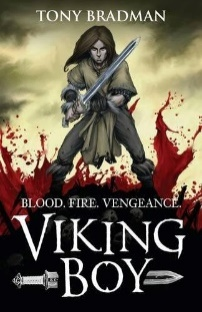 TONY BRADMAN
BLOOD. FIRE. VENGEANCE.
VIKING
BOY